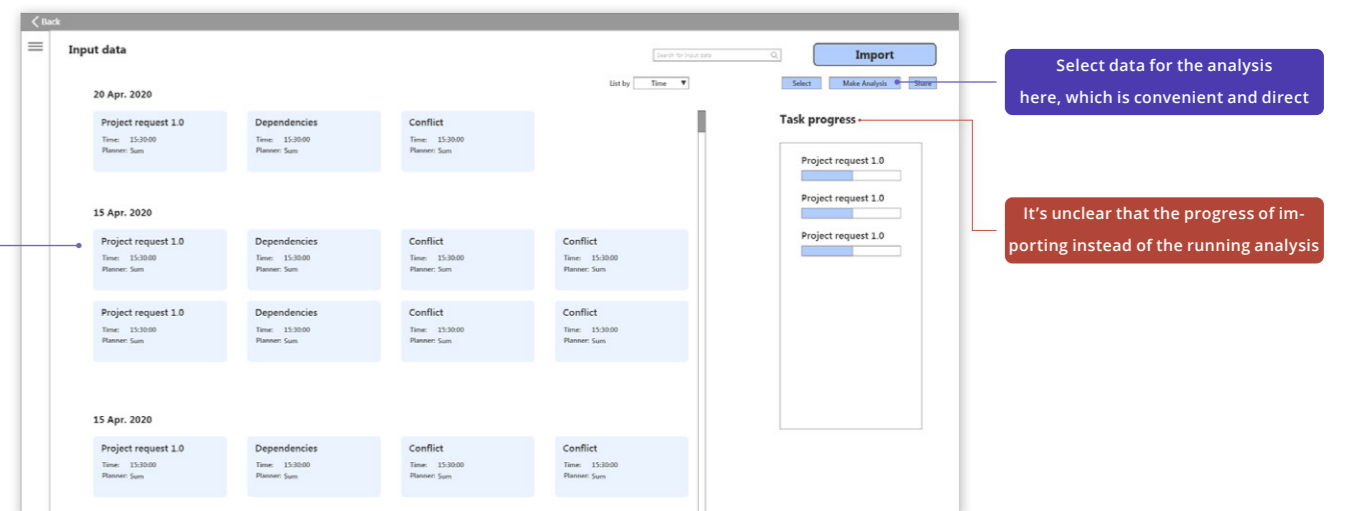 Back
Input data
Search for Input data
Import
List by Time
Select Make Analysis Share
20 Apr. 2020
Project request 1.0 Dependencies Conflict
Time: 15:30:00 Time: 15:30:00 Time: 15:30:00
Planner: Sum Planner: Sum Planner: Sum
15 Apr. 2020
Project request 1.0 Dependencies Conflict Conflict
Time: 15:30:00 Time: 15:30:00 Time: 15:30:00 Time: 15:30:00
Planner: Sum Planner: Sum Planner: Sum Planner: Sum
Project request 1.0 Dependencies Conflict Conflict
Time: 15:30:00 Time: 15:30:00 Time: 15:30:00 Time: 15:30:00
Planner: Sum Planner: Sum Planner: Sum Planner: Sum
15 Apr. 2020
Project request 1.0 Dependencies Conflict Conflict
Time: 15:30:00 Time: 15:30:00 Time: 15:30:00 Time: 15:30:00
Planner: Sum Planner: Sum Planner: Sum Planner: Sum
Task progress
Project request 1.0
Project request 1.0
Project request 1.0
Select data for the analysis
here, which is convenient and direct
It's unclear that the progress of im-
porting instead of the running analysis